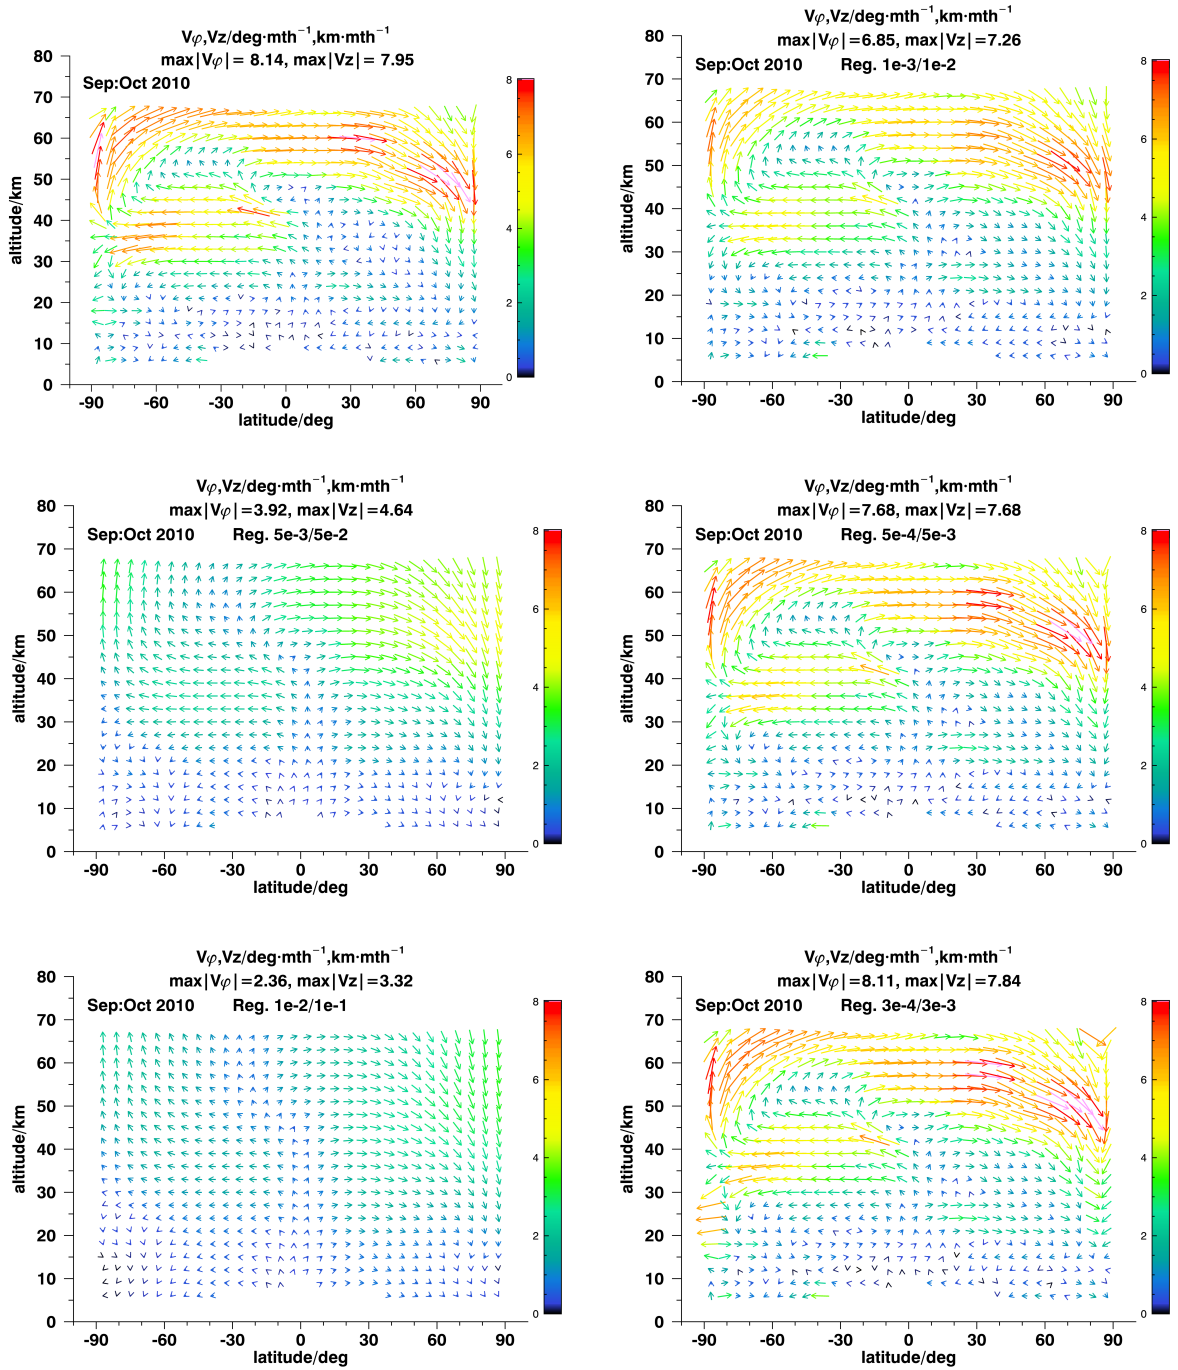 Vφ,Vz/deg·mth⁻¹,km·mth⁻¹
max|Vφ|= 8.14, max|Vz|= 7.95
Sep:Oct 2010
80
70
60
50
40
30
20
10
0
altitude/km
-90 -60 -30 0 30 60 90
latitude/deg
8
6
4
2
0
Vφ,Vz/deg·mth⁻¹,km·mth⁻¹
max|Vφ|=6.85, max|Vz|=7.26
Sep:Oct 2010 Reg. 1e-3/1e-2
80
70
60
50
40
30
20
10
0
altitude/km
-90 -60 -30 0 30 60 90
latitude/deg
8
6
4
2
0
Vφ,Vz/deg·mth⁻¹,km·mth⁻¹
max|Vφ|=3.92, max|Vz|=4.64
Sep:Oct 2010 Reg. 5e-3/5e-2
80
70
60
50
40
30
20
10
0
altitude/km
-90 -60 -30 0 30 60 90
latitude/deg
8
6
4
2
0
Vφ,Vz/deg·mth⁻¹,km·mth⁻¹
max|Vφ|=7.68, max|Vz|=7.68
Sep:Oct 2010 Reg. 5e-4/5e-3
80
70
60
50
40
30
20
10
0
altitude/km
-90 -60 -30 0 30 60 90
latitude/deg
8
6
4
2
0
Vφ,Vz/deg·mth⁻¹,km·mth⁻¹
max|Vφ|=2.36, max|Vz|=3.32
Sep:Oct 2010 Reg. 1e-2/1e-1
80
70
60
50
40
30
20
10
0
altitude/km
-90 -60 -30 0 30 60 90
latitude/deg
8
6
4
2
0
Vφ,Vz/deg·mth⁻¹,km·mth⁻¹
max|Vφ|=8.11, max|Vz|=7.84
Sep:Oct 2010 Reg. 3e-4/3e-3
80
70
60
50
40
30
20
10
0
altitude/km
-90 -60 -30 0 30 60 90
latitude/deg
8
6
4
2
0